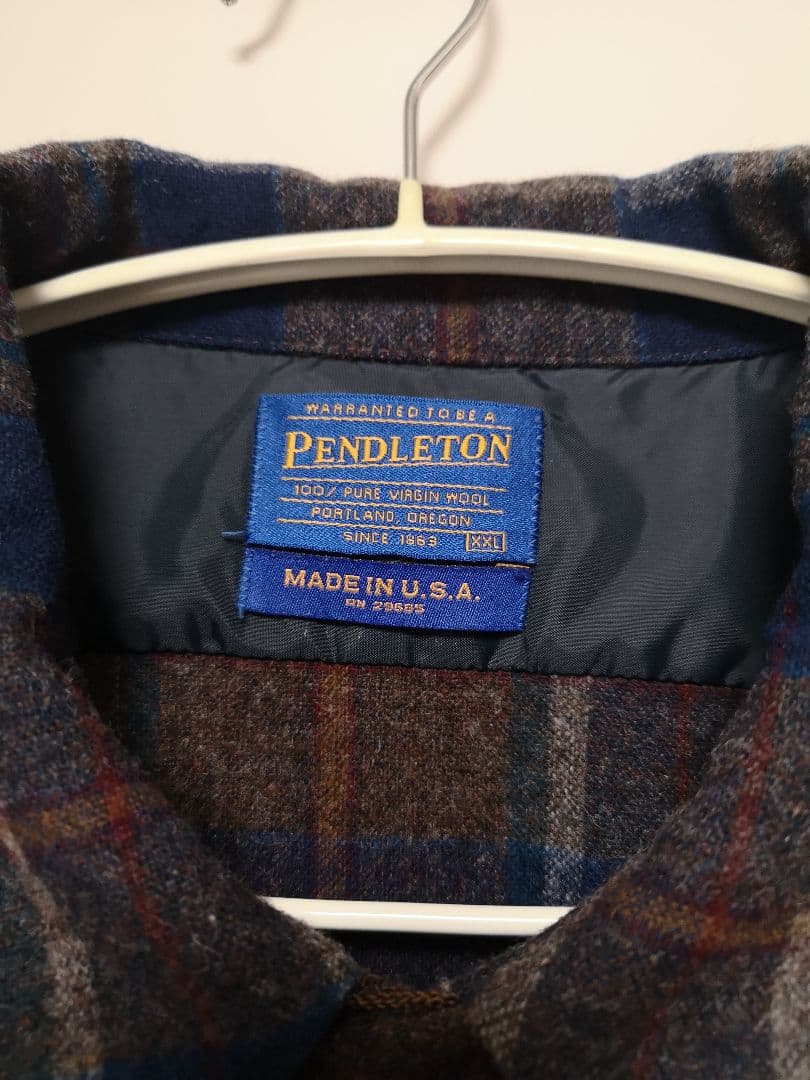 WARRANTED TO BE A
PENDLETON
100% PURE VIRGIN WOOL
PORTLAND, OREGON
SINCE 1863 XXL
MADE IN U.S.A.
RN 29685